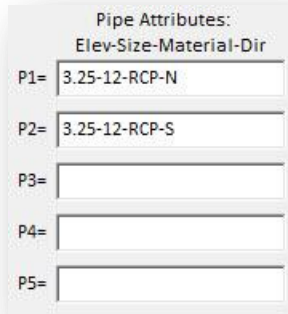 Pipe Attributes:
Elev-Size-Material-Dir
P1= 3.25-12-RCP-N
P2= 3.25-12-RCP-S
P3=
P4=
P5=